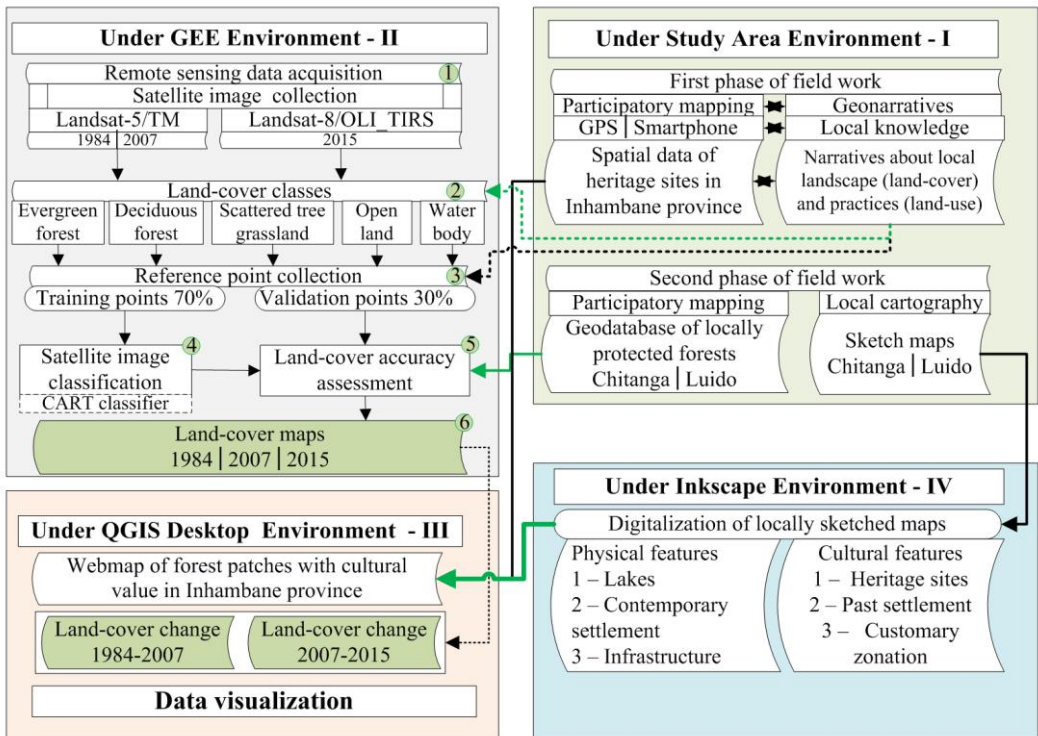 Under GEE Environment - II
Remote sensing data acquisition
1
Satellite image collection
Landsat-5/TM
Landsat-8/OLI_TIRS
1984 | 2007
2015
Land-cover classes
2
Evergreen
forest
Deciduous
forest
Scattered tree
grassland
Open
land
Water
body
Reference point collection
3
Training points 70%
Validation points 30%
Satellite image
classification
4
CART classifier
Land-cover accuracy
assessment
5
Land-cover maps
1984 | 2007 | 2015
6
Under Study Area Environment - I
First phase of field work
Participatory mapping
Geonarratives
GPS | Smartphone
Local knowledge
Spatial data of
heritage sites in
Inhambane province
Narratives about local
landscape (land-cover)
and practices (land-use)
Second phase of field work
Participatory mapping
Local cartography
Geodatabase of locally
protected forests
Chitanga | Luido
Sketch maps
Chitanga | Luido
Under QGIS Desktop Environment - III
Webmap of forest patches with cultural
value in Inhambane province
Land-cover change
1984-2007
Land-cover change
2007-2015
Data visualization
Under Inkscape Environment - IV
Digitalization of locally sketched maps
Physical features
1 – Lakes
2 – Contemporary
settlement
3 – Infrastructure
Cultural features
1 – Heritage sites
2 – Past settlement
3 – Customary
zonation